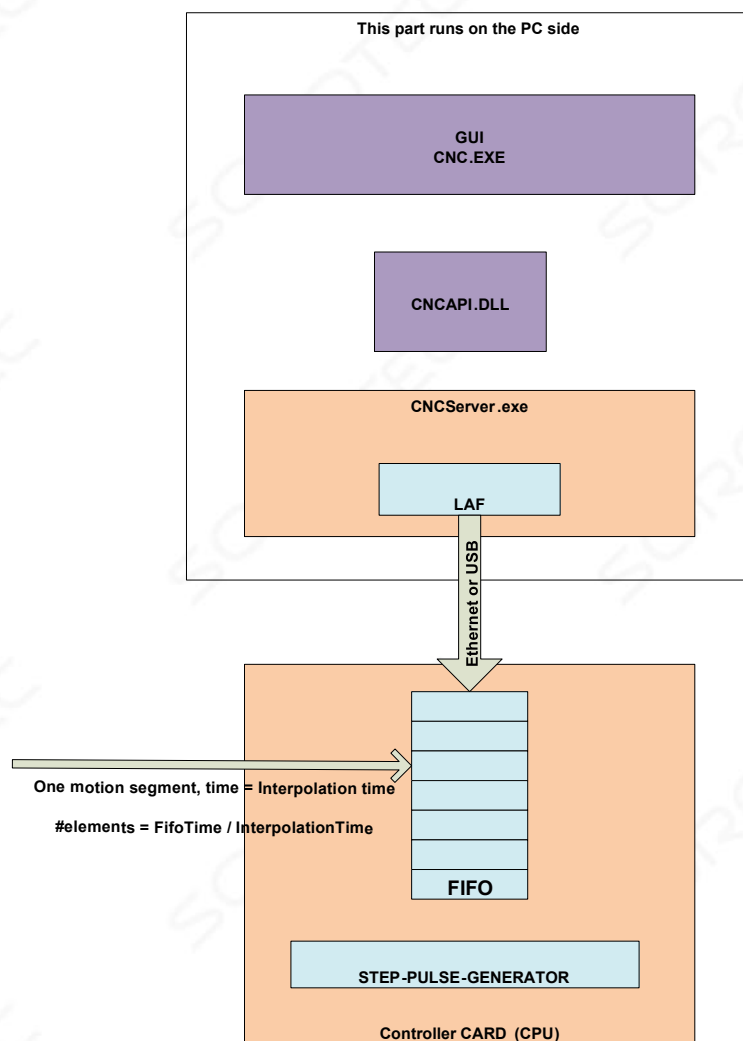 This part runs on the PC side
GUI
CNC.EXE
CNCAPI.DLL
CNCServer.exe
LAF
Ethernet or USB
One motion segment, time = Interpolation time
#elements = FifoTime / InterpolationTime
FIFO
STEP-PULSE-GENERATOR
Controller CARD (CPU)